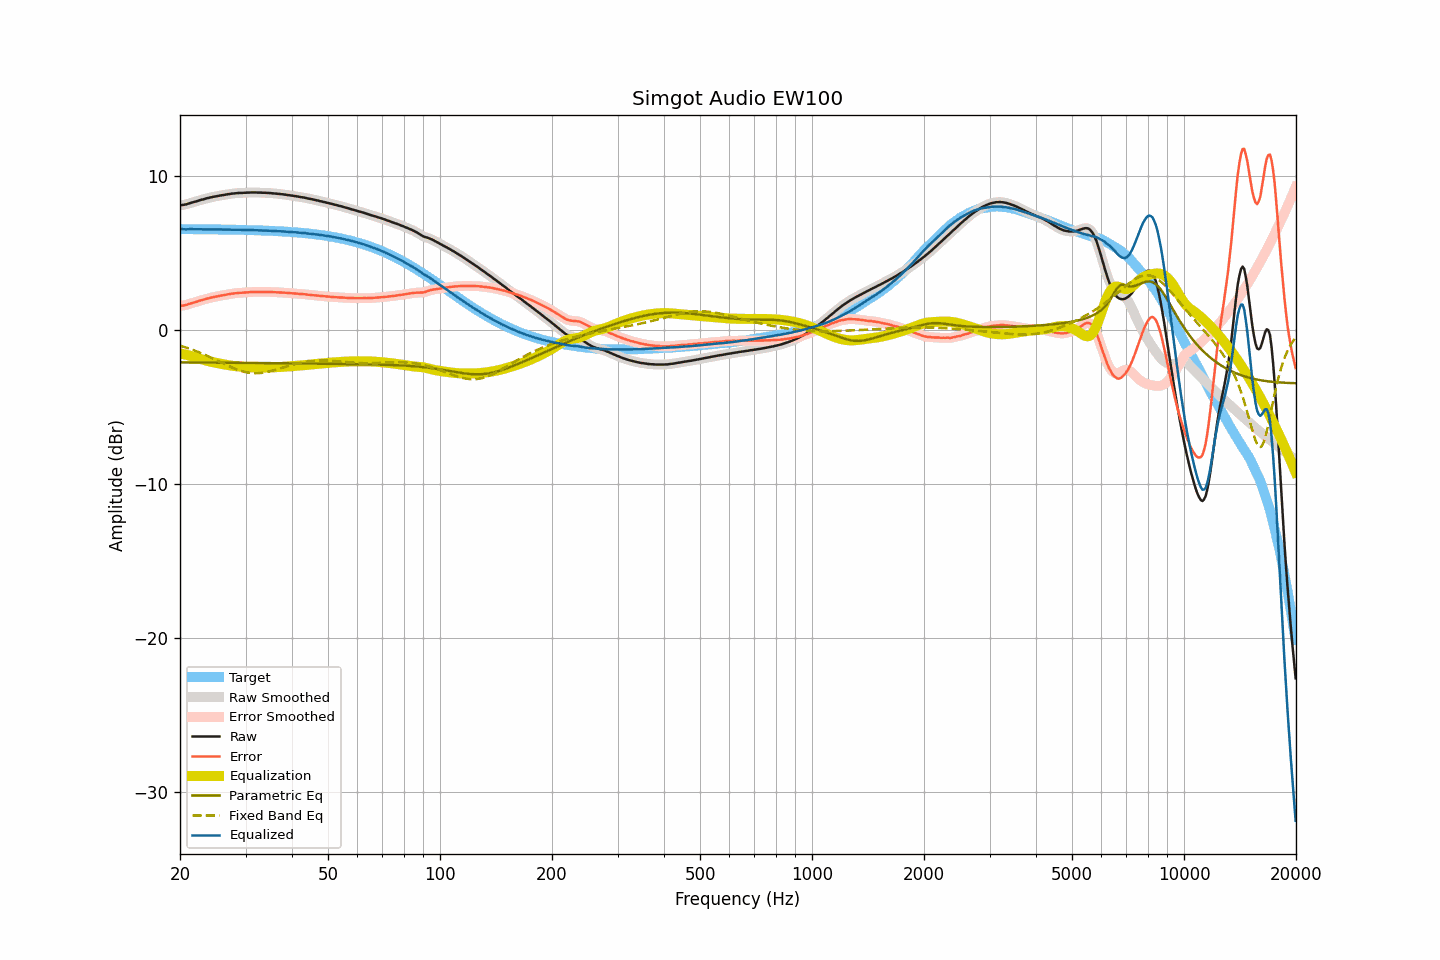 Simgot Audio EW100
Amplitude (dBr)
10
0
−10
−20
−30
Target
Raw Smoothed
Error Smoothed
Raw
Error
Equalization
Parametric Eq
Fixed Band Eq
Equalized
20 50 100 200 500 1000 2000 5000 10000 20000
Frequency (Hz)